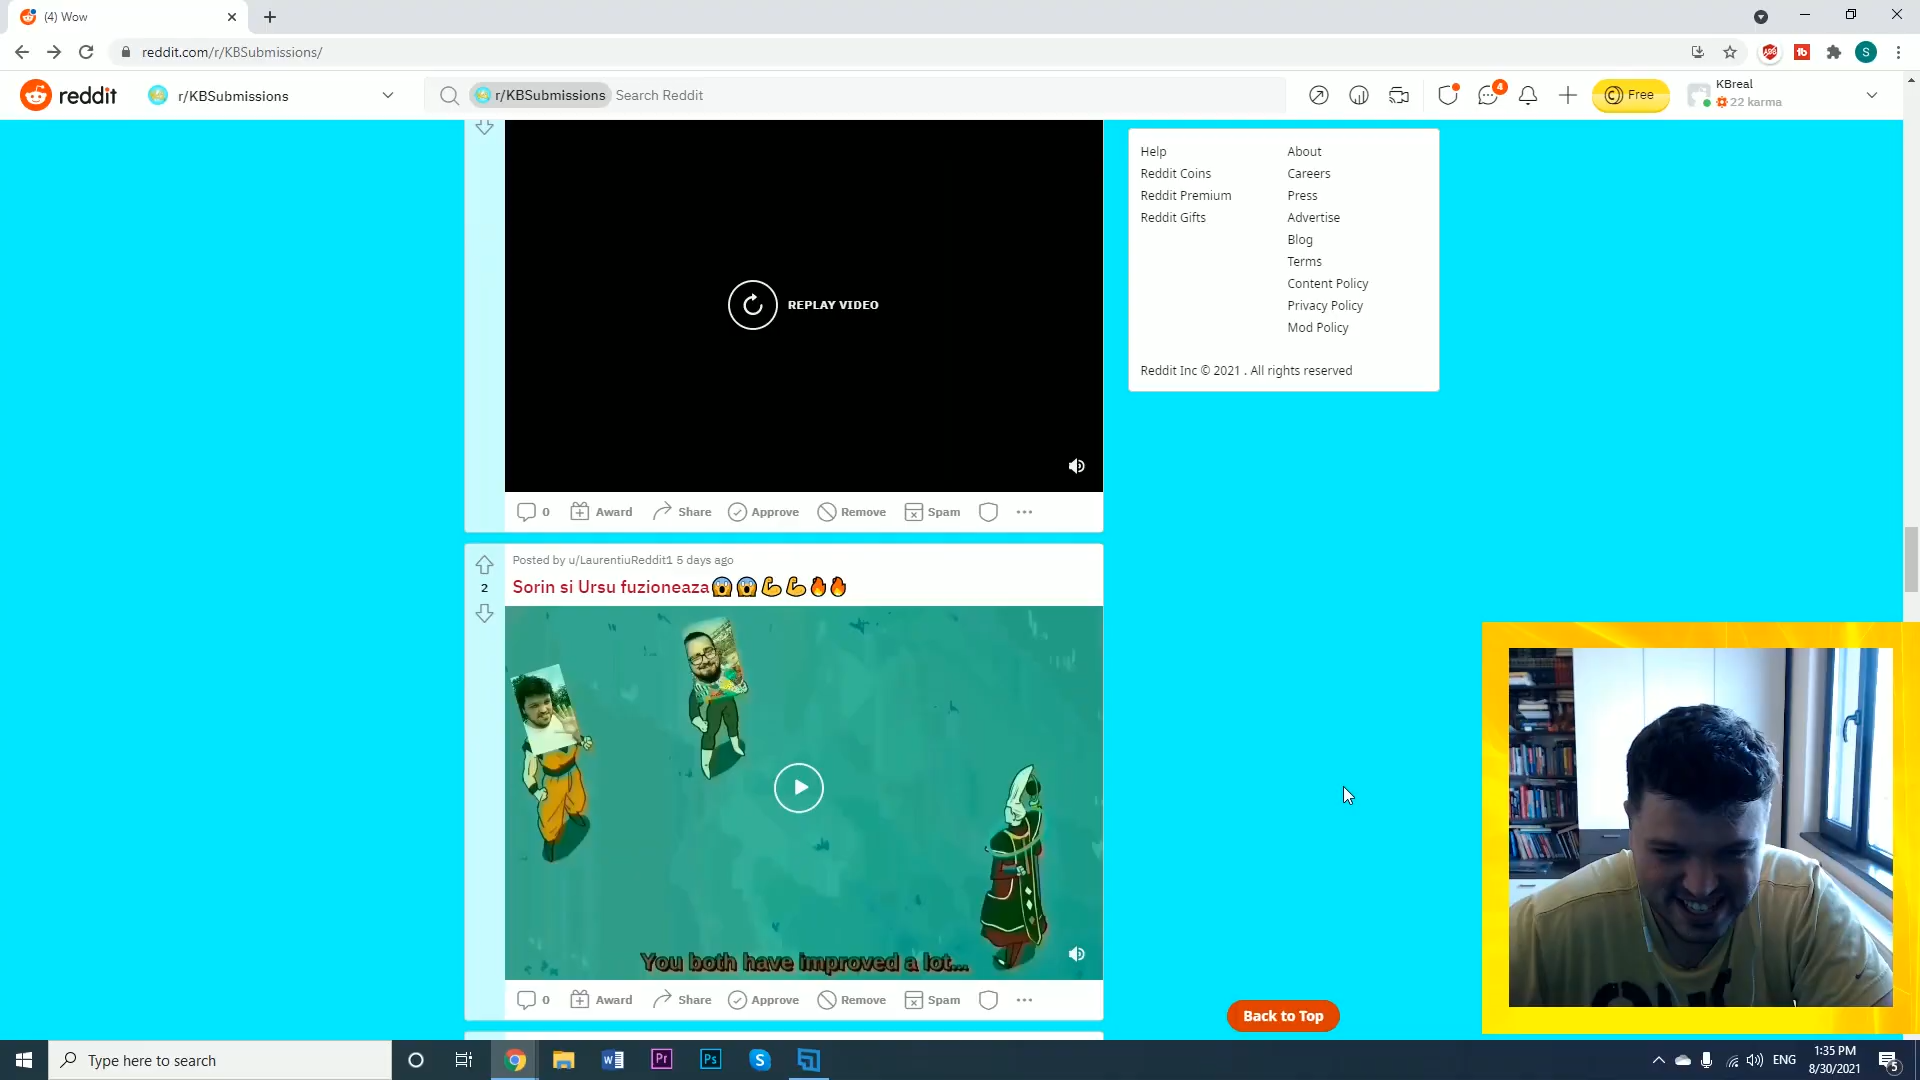 (4) Wow
reddit.com/r/KBSubmissions/
S
reddit
r/KBSubmissions
r/KBSubmissions Search Reddit
4
Free
KBreal
22 karma
REPLAY VIDEO
0 Award Share Approve Remove Spam
Help
Reddit Coins
Reddit Premium
Reddit Gifts
About
Careers
Press
Advertise
Blog
Terms
Content Policy
Privacy Policy
Mod Policy
Reddit Inc © 2021 . All rights reserved
2
Posted by u/LaurentiuReddit1 5 days ago
Sorin si Ursu fuzioneaza😱😱💪💪🔥🔥
You both have improved a lot...
0 Award Share Approve Remove Spam
Back to Top
Type here to search
Pr
Ps
ENG
1:35 PM
8/30/2021
5